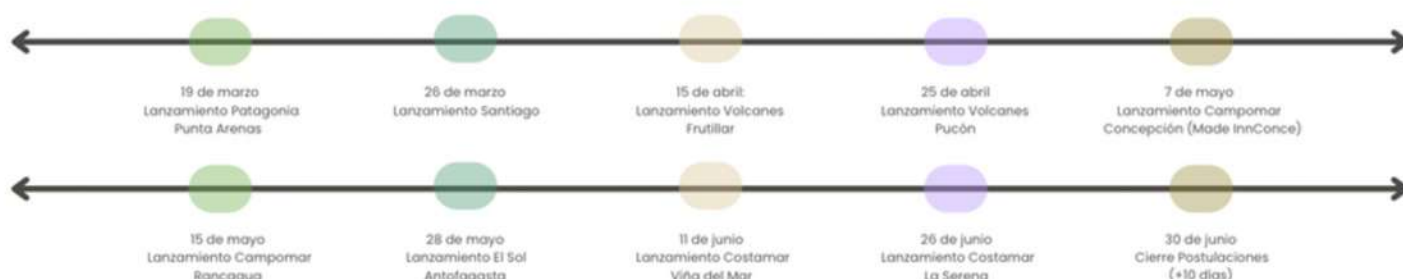 19 de marzo
Lanzamiento Patagonia
Punta Arenas
26 de marzo
Lanzamiento Santiago
15 de abril:
Lanzamiento Volcanes
Frutillar
25 de abril
Lanzamiento Volcanes
Pucón
7 de mayo
Lanzamiento Campomar
Concepción (Made InnConce)
15 de mayo
Lanzamiento Campomar
Rancagua
28 de mayo
Lanzamiento El Sol
Antofagasta
11 de junio
Lanzamiento Costamar
Viña del Mar
26 de junio
Lanzamiento Costamar
La Serena
30 de junio
Cierre Postulaciones
(+10 días)